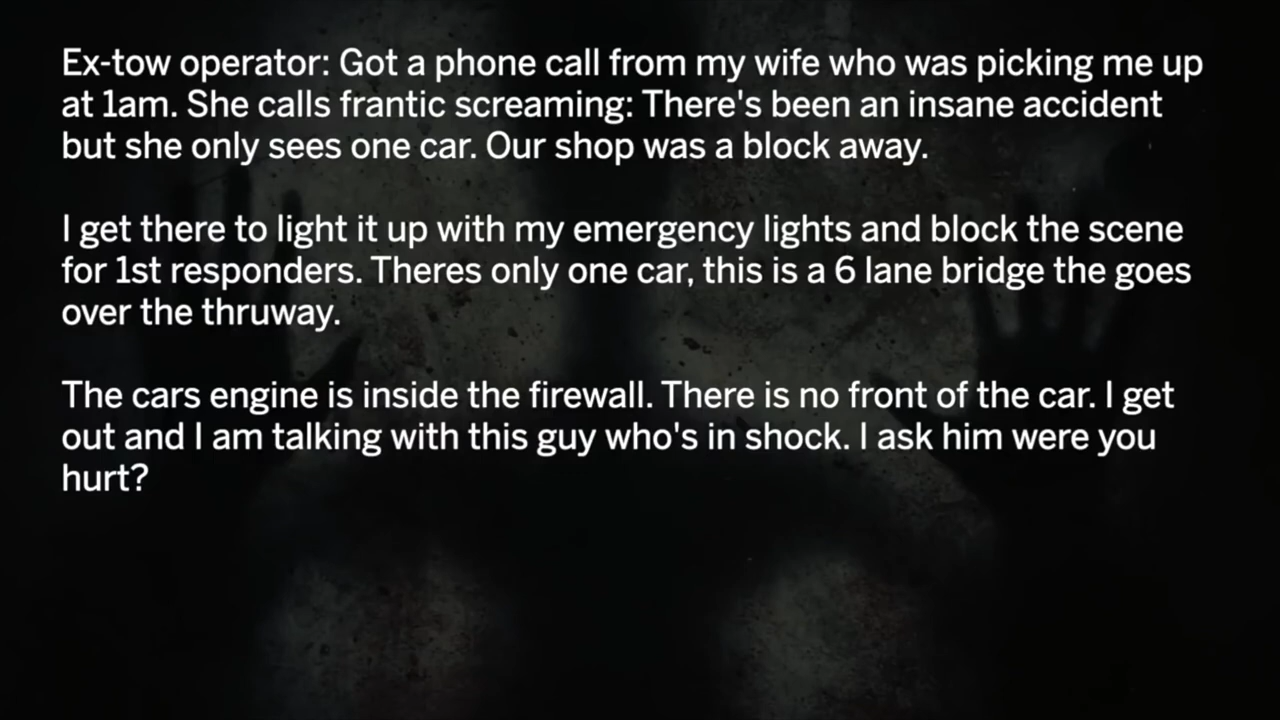 Ex-tow operator: Got a phone call from my wife who was picking me up
at 1am. She calls frantic screaming: There's been an insane accident
but she only sees one car. Our shop was a block away.
I get there to light it up with my emergency lights and block the scene
for 1st responders. Theres only one car, this is a 6 lane bridge the goes
over the thruway.
The cars engine is inside the firewall. There is no front of the car. I get
out and I am talking with this guy who's in shock. I ask him were you
hurt?